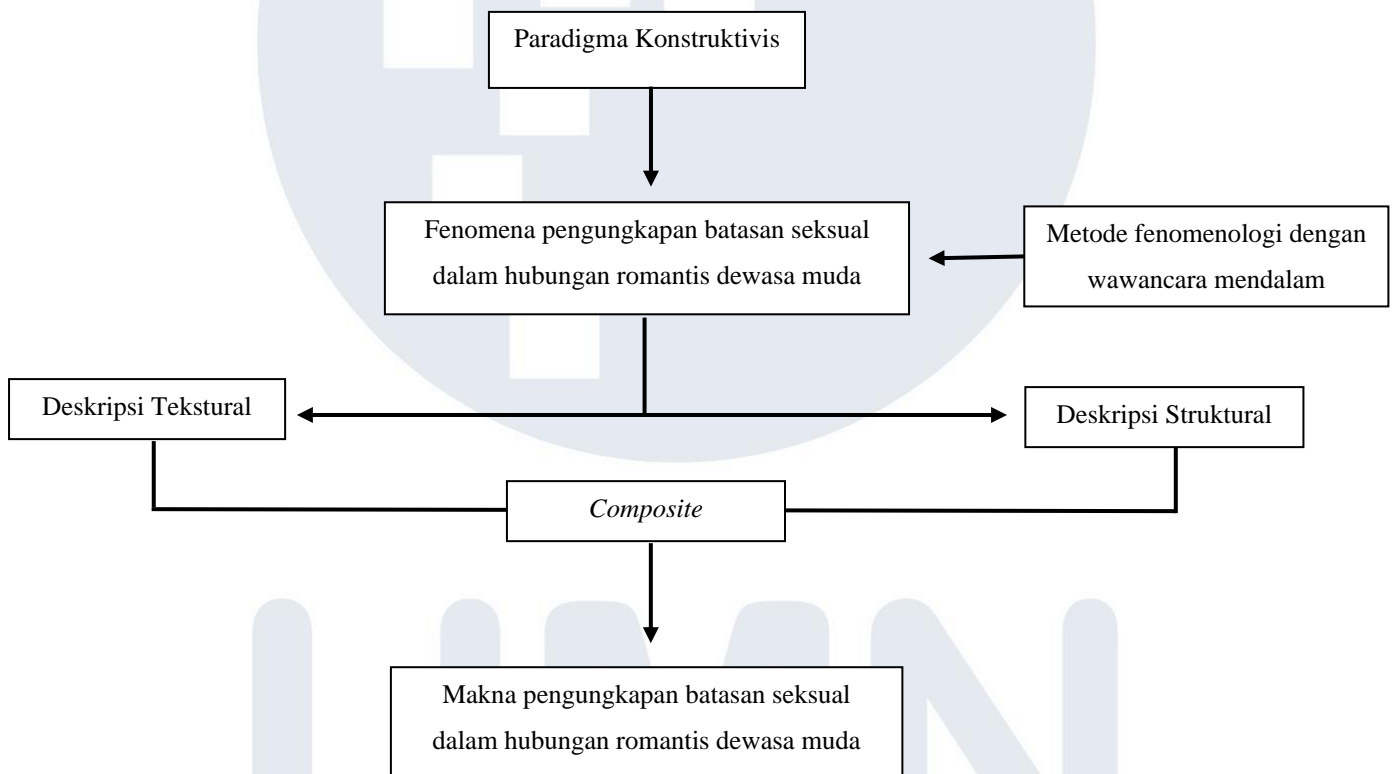 Paradigma Konstruktivis
Fenomena pengungkapan batasan seksual
dalam hubungan romantis dewasa muda
Metode fenomenologi dengan
wawancara mendalam
Deskripsi Tekstural
Deskripsi Struktural
Composite
Makna pengungkapan batasan seksual
dalam hubungan romantis dewasa muda
UMN